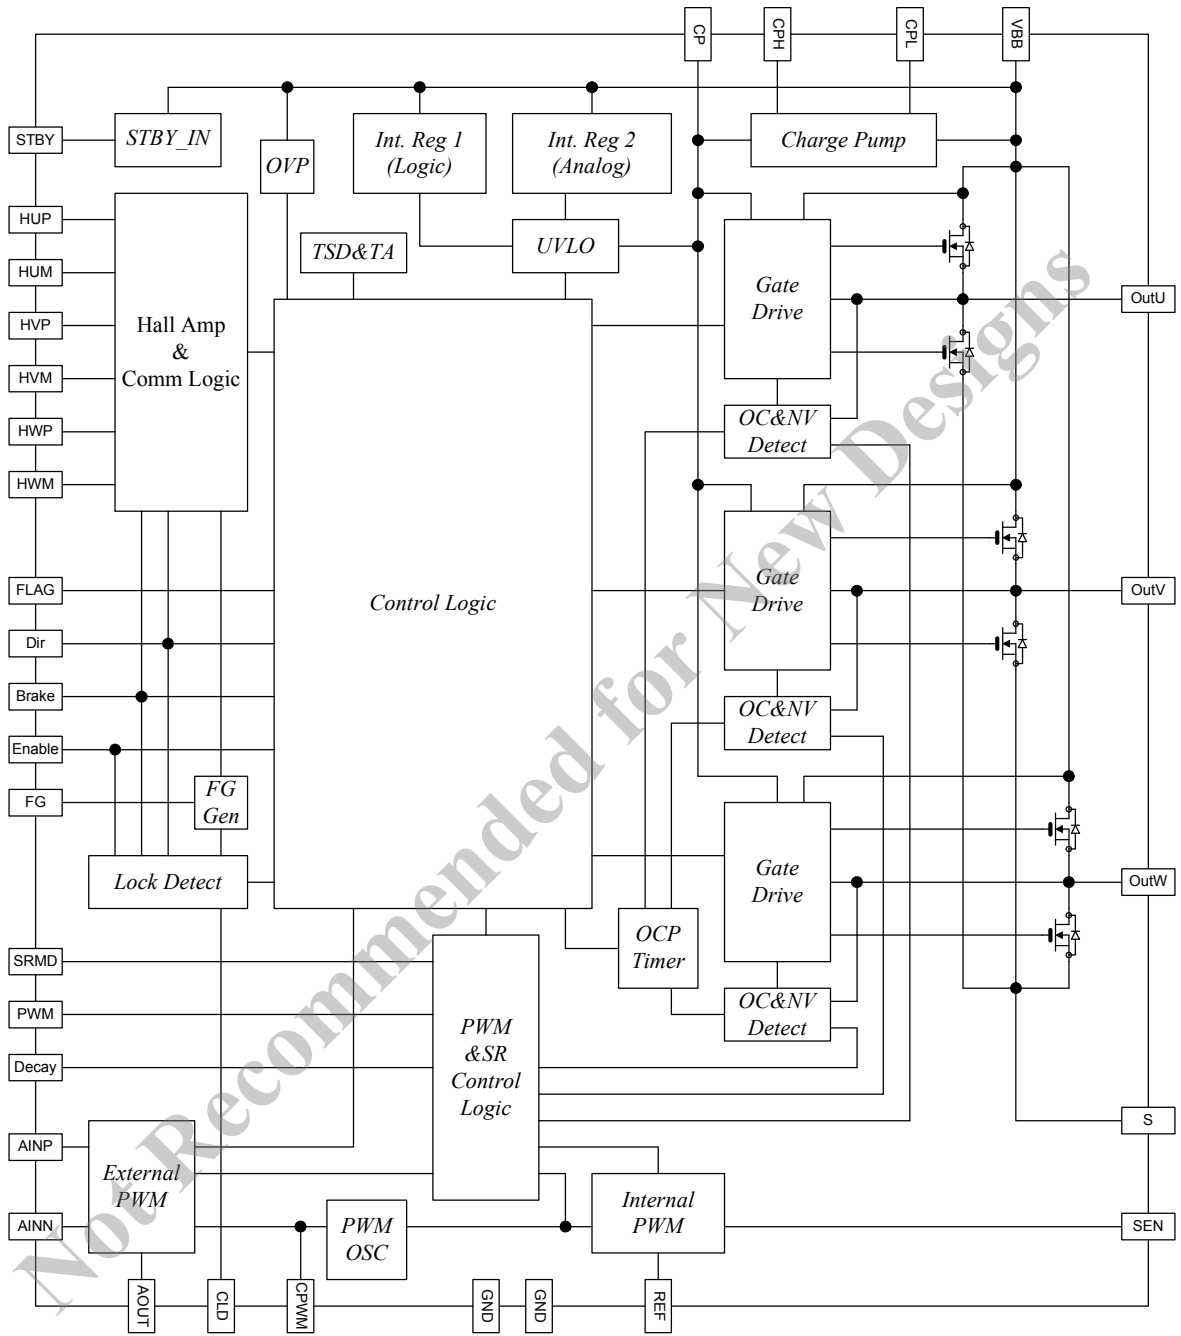 CP
CPH
CPL
VBB
STBY
STBY_IN
OVP
Int. Reg 1
(Logic)
Int. Reg 2
(Analog)
Charge Pump
HUP
HUM
HVP
HVM
HWP
HWM
Hall Amp
&
Comm Logic
TSD&TA
UVLO
Gate
Drive
OutU
OC&NV
Detect
FLAG
Dir
Brake
Enable
FG
Control Logic
Gate
Drive
OutV
OC&NV
Detect
FG
Gen
Lock Detect
Gate
Drive
OutW
OCP
Timer
OC&NV
Detect
SRMD
PWM
Decay
PWM
&SR
Control
Logic
S
AINP
AINN
External
PWM
PWM
OSC
Internal
PWM
SEN
AOUT
CLD
CPWM
GND
GND
REF
Not Recommended for New Designs